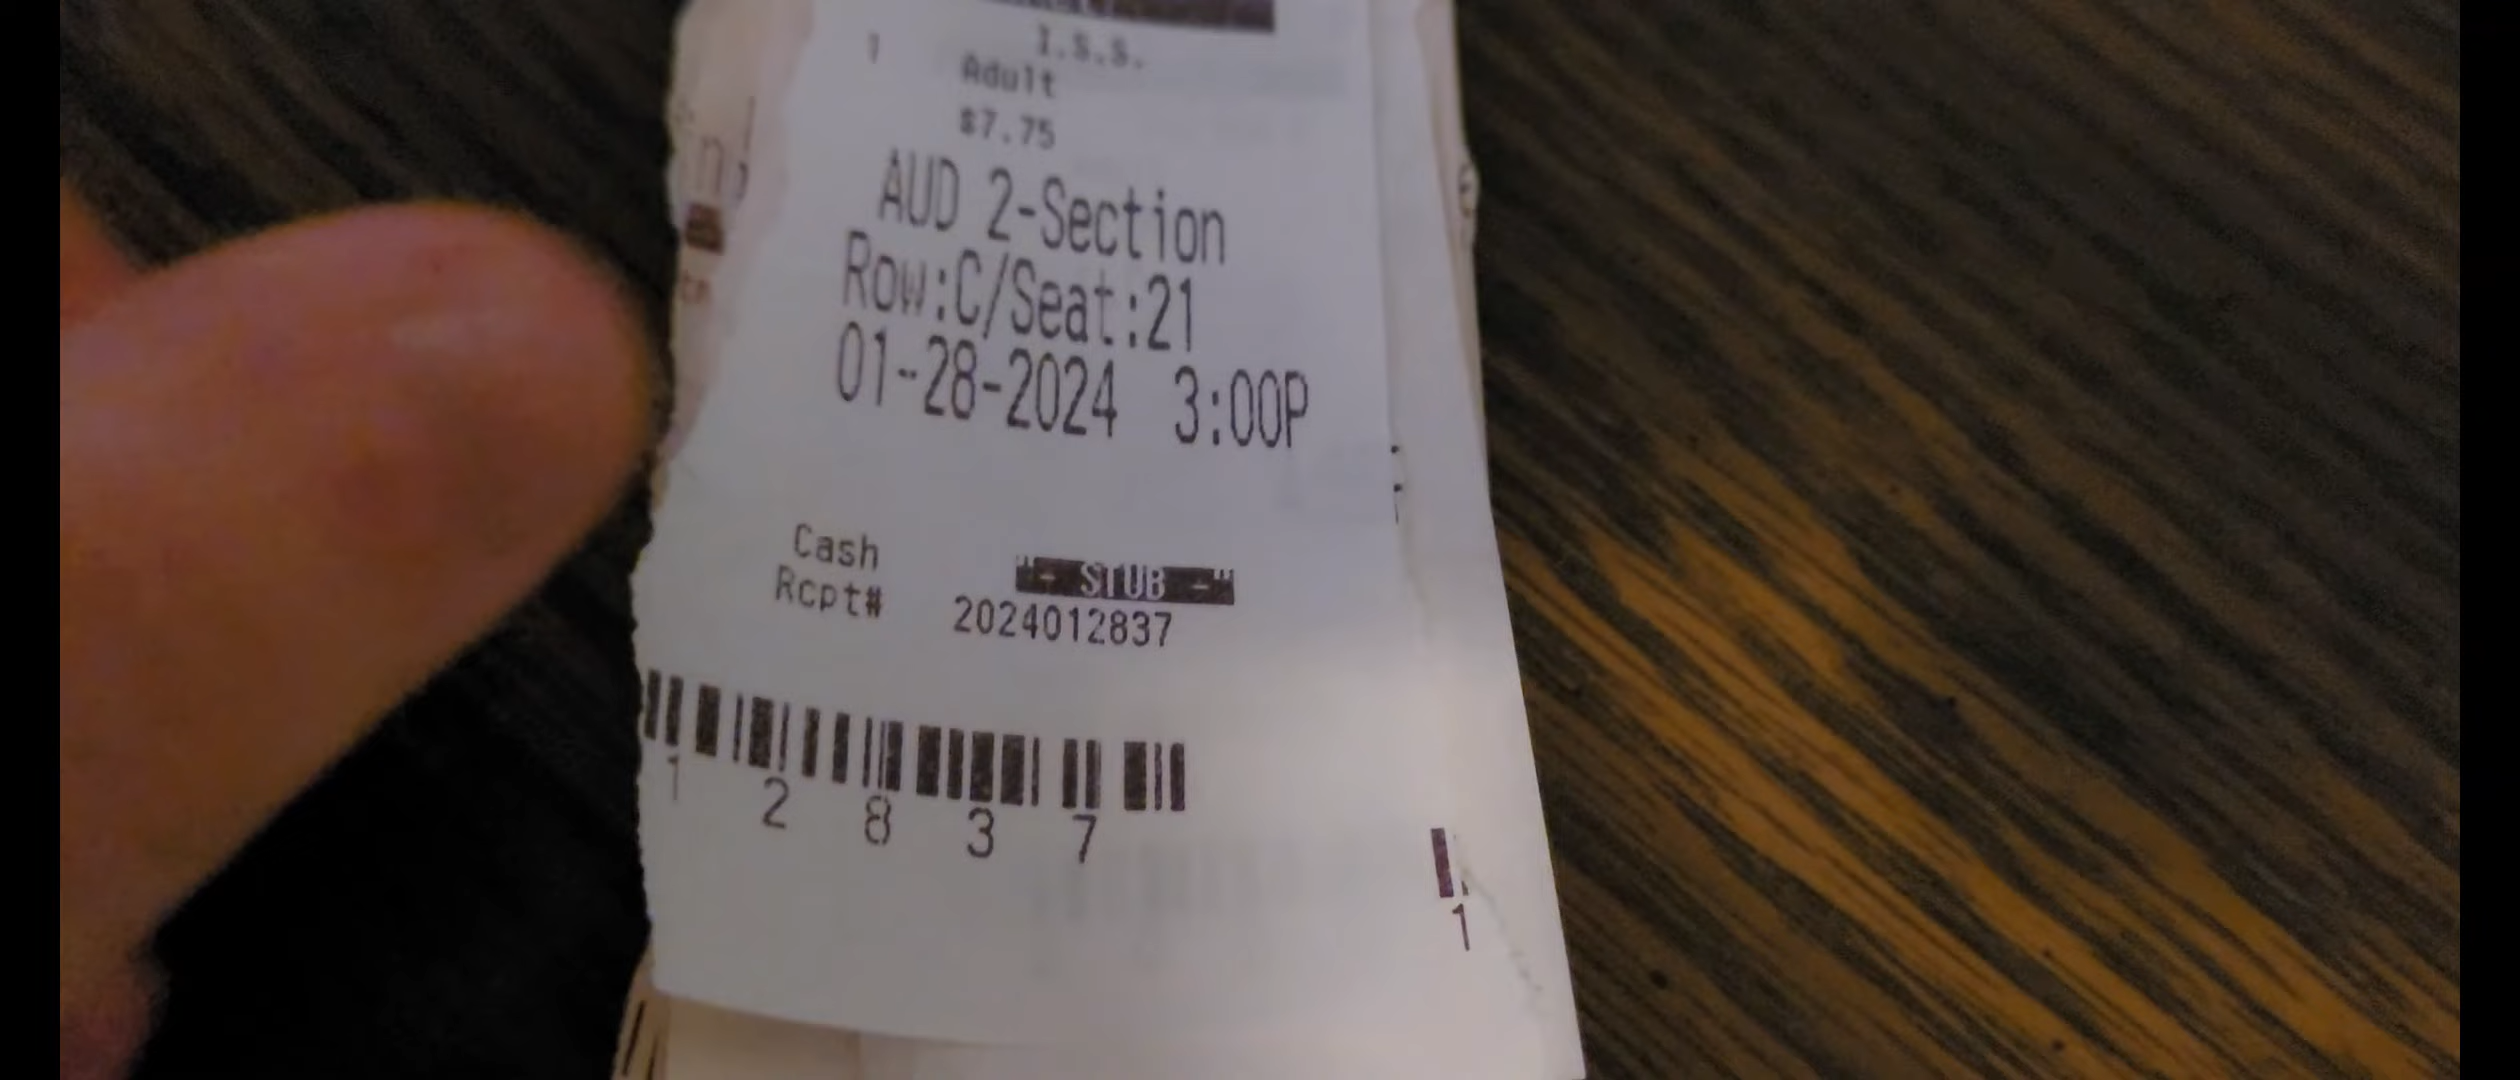 I.S.S.
1 Adult
$7.75
AUD 2-Section
Row:C/Seat:21
01-28-2024 3:00P
Cash "- STUB -"
Rcpt# 2024012837
1 2 8 3 7
1